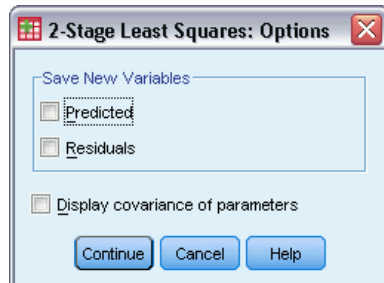 2-Stage Least Squares: Options
Save New Variables
Predicted
Residuals
Display covariance of parameters
Continue Cancel Help